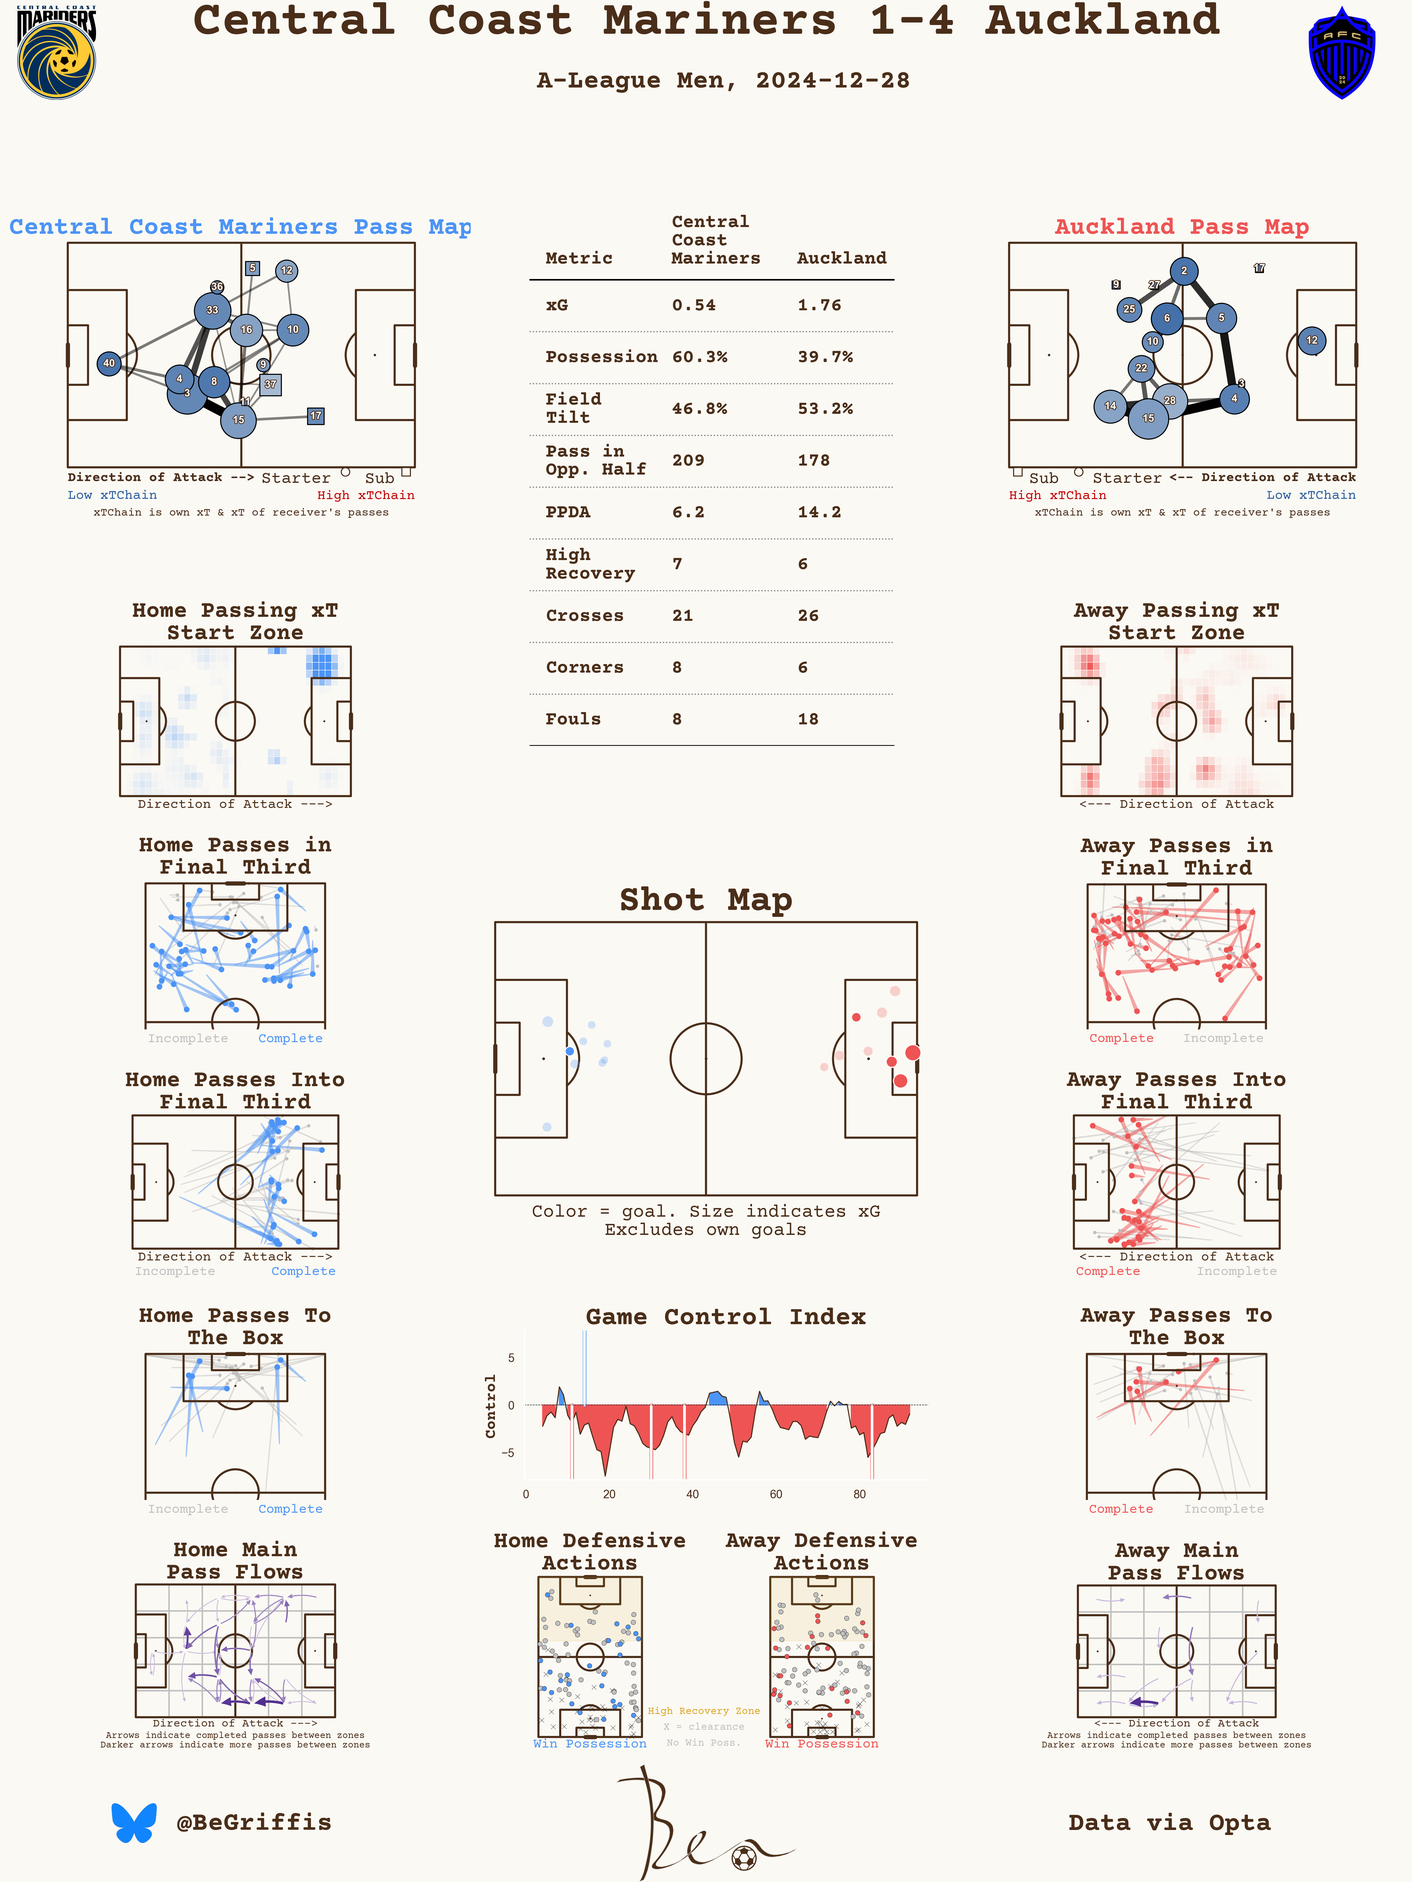 CENTRAL COAST
MARINERS
Central Coast Mariners 1-4 Auckland
AFC
A-League Men, 2024-12-28
Central Coast Mariners Pass Map
5
12
36
33
16
10
40
9
4
8
37
3
11
15
17
Direction of Attack --> Starter Sub
Low xTChain High xTChain
xTChain is own xT & xT of receiver's passes
Metric Central Coast Mariners Auckland
xG 0.54 1.76
Possession 60.3% 39.7%
Field Tilt 46.8% 53.2%
Pass in Opp. Half 209 178
PPDA 6.2 14.2
High Recovery 7 6
Crosses 21 26
Corners 8 6
Fouls 8 18
Auckland Pass Map
17
2
9
27
25
6
5
10
12
22
3
14
28
4
15
Sub Starter <-- Direction of Attack
High xTChain Low xTChain
xTChain is own xT & xT of receiver's passes
Home Passing xT
Start Zone
Direction of Attack --->
Away Passing xT
Start Zone
<--- Direction of Attack
Home Passes in
Final Third
Incomplete Complete
Shot Map
Color = goal. Size indicates xG
Excludes own goals
Away Passes in
Final Third
Complete Incomplete
Home Passes Into
Final Third
Direction of Attack --->
Incomplete Complete
Away Passes Into
Final Third
<--- Direction of Attack
Complete Incomplete
Home Passes To
The Box
Incomplete Complete
Game Control Index
Control
5
0
−5
0 20 40 60 80
Away Passes To
The Box
Complete Incomplete
Home Main
Pass Flows
Direction of Attack --->
Arrows indicate completed passes between zones
Darker arrows indicate more passes between zones
Home Defensive
Actions
Win Possession
High Recovery Zone
X = clearance
No Win Poss.
Away Defensive
Actions
Win Possession
Away Main
Pass Flows
<--- Direction of Attack
Arrows indicate completed passes between zones
Darker arrows indicate more passes between zones
@BeGriffis
Ben
Data via Opta